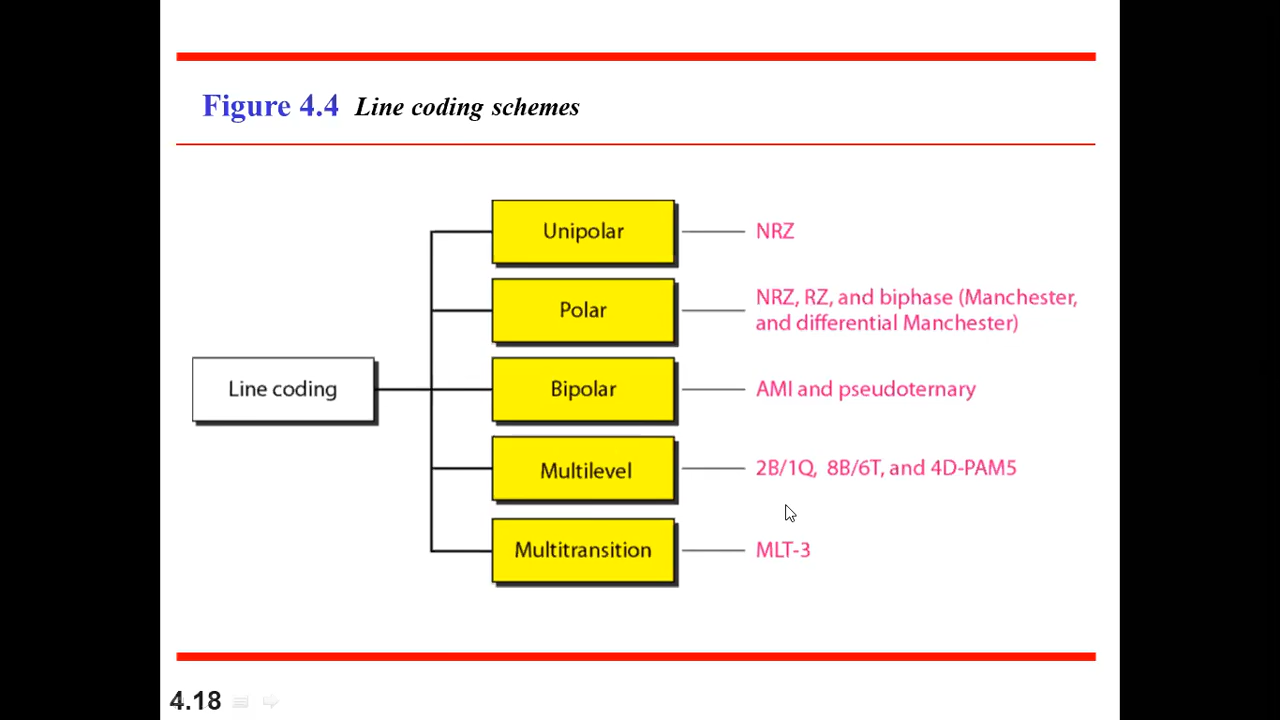 Figure 4.4 Line coding schemes
Line coding
Unipolar
NRZ
Polar
NRZ, RZ, and biphase (Manchester,
and differential Manchester)
Bipolar
AMI and pseudoternary
Multilevel
2B/1Q, 8B/6T, and 4D-PAM5
Multitransition
MLT-3
4.18